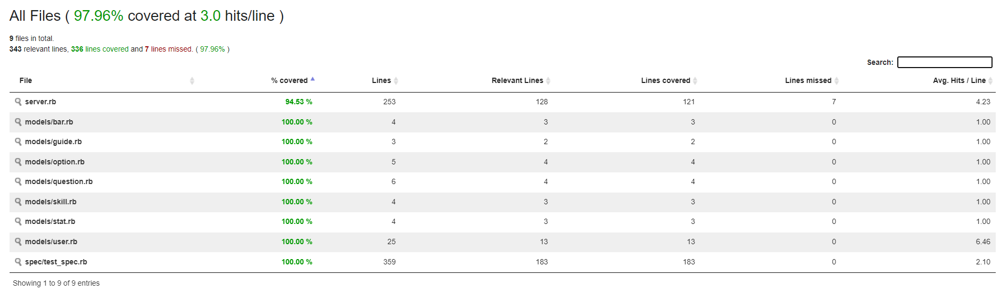 All Files ( 97.96% covered at 3.0 hits/line )
9 files in total.
343 relevant lines, 336 lines covered and 7 lines missed. ( 97.96% )
Search:
File % covered Lines Relevant Lines Lines covered Lines missed Avg. Hits / Line
server.rb 94.53 % 253 128 121 7 4.23
models/bar.rb 100.00 % 4 3 3 0 1.00
models/guide.rb 100.00 % 3 2 2 0 1.00
models/option.rb 100.00 % 5 4 4 0 1.00
models/question.rb 100.00 % 6 4 4 0 1.00
models/skill.rb 100.00 % 4 3 3 0 1.00
models/stat.rb 100.00 % 4 3 3 0 1.00
models/user.rb 100.00 % 25 13 13 0 6.46
spec/test_spec.rb 100.00 % 359 183 183 0 2.10
Showing 1 to 9 of 9 entries